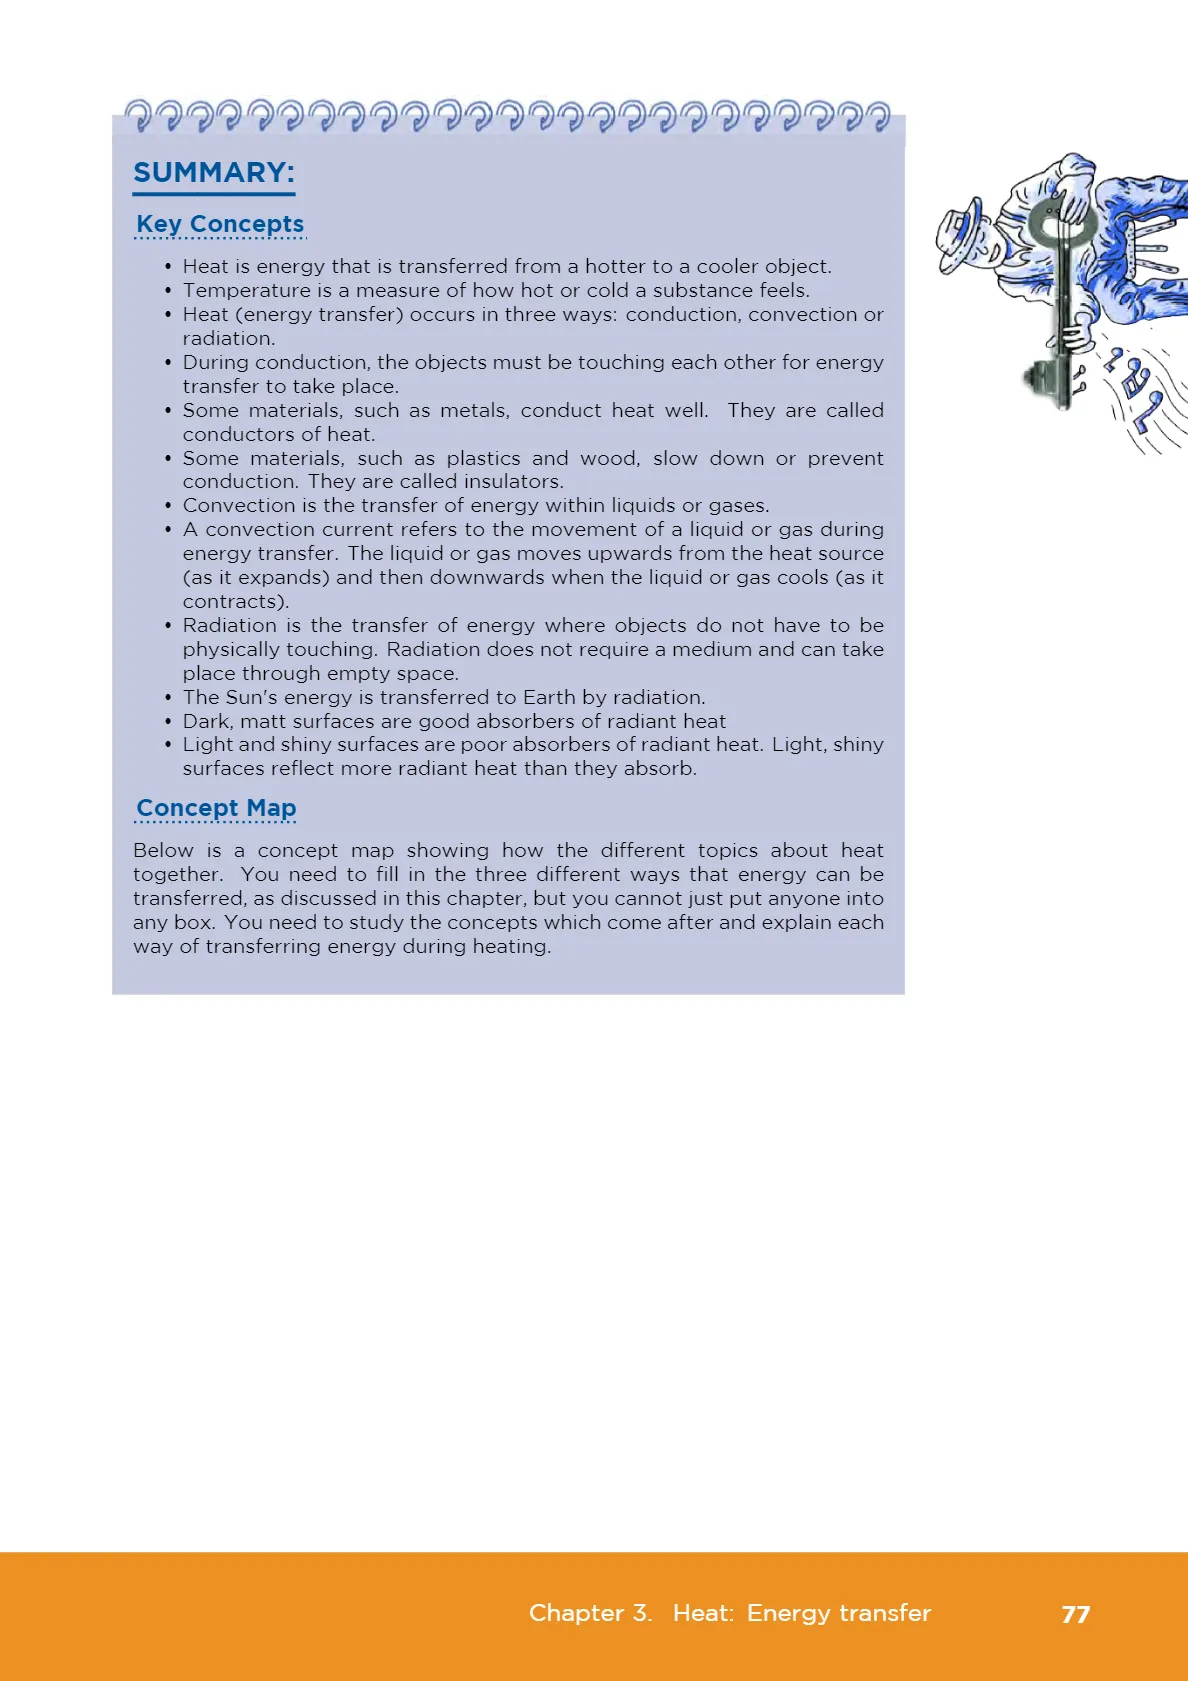 SUMMARY:
Key Concepts
• Heat is energy that is transferred from a hotter to a cooler object.
• Temperature is a measure of how hot or cold a substance feels.
• Heat (energy transfer) occurs in three ways: conduction, convection or
radiation.
• During conduction, the objects must be touching each other for energy
transfer to take place.
• Some materials, such as metals, conduct heat well. They are called
conductors of heat.
• Some materials, such as plastics and wood, slow down or prevent
conduction. They are called insulators.
• Convection is the transfer of energy within liquids or gases.
• A convection current refers to the movement of a liquid or gas during
energy transfer. The liquid or gas moves upwards from the heat source
(as it expands) and then downwards when the liquid or gas cools (as it
contracts).
• Radiation is the transfer of energy where objects do not have to be
physically touching. Radiation does not require a medium and can take
place through empty space.
• The Sun's energy is transferred to Earth by radiation.
• Dark, matt surfaces are good absorbers of radiant heat
• Light and shiny surfaces are poor absorbers of radiant heat. Light, shiny
surfaces reflect more radiant heat than they absorb.
Concept Map
Below is a concept map showing how the different topics about heat
together. You need to fill in the three different ways that energy can be
transferred, as discussed in this chapter, but you cannot just put anyone into
any box. You need to study the concepts which come after and explain each
way of transferring energy during heating.
Chapter 3. Heat: Energy transfer 77